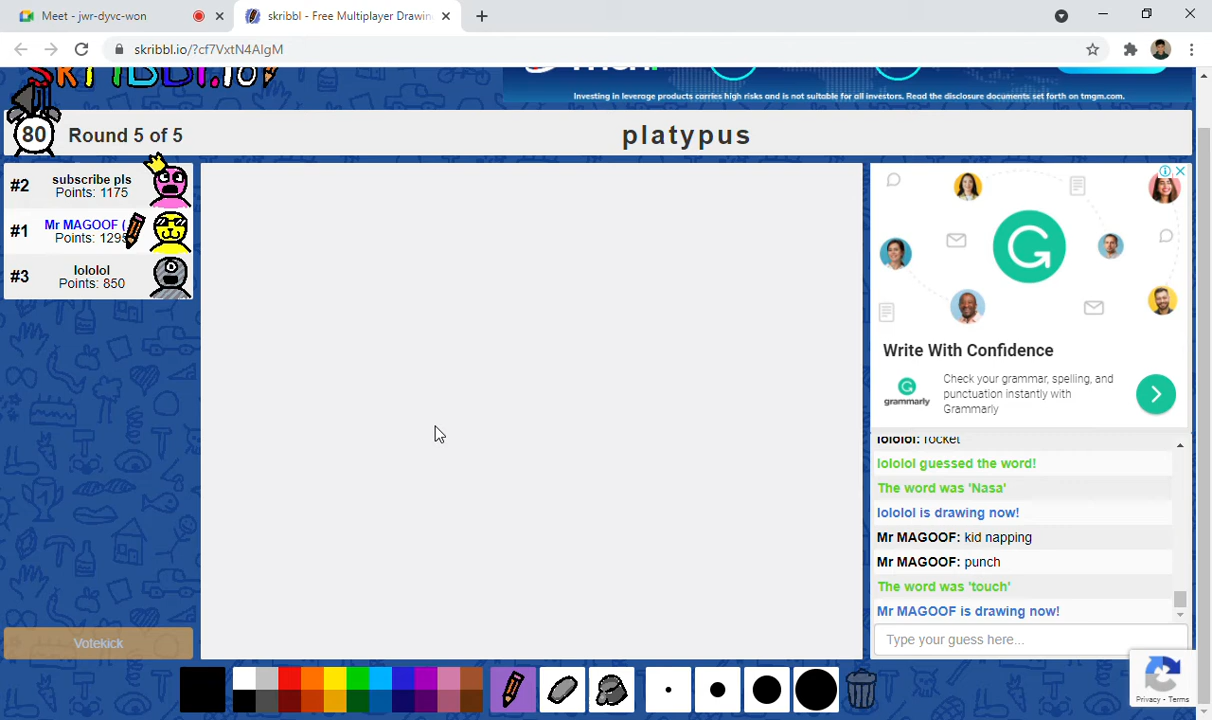 Meet - jwr-dyvc-won
skribbl - Free Multiplayer Drawin
skribbl.io/?cf7VxtN4AlgM
SKRIBBL.iO
Investing in leverage products carries high risks and is not suitable for all investors. Read the disclosure documents set forth on tmgm.com.
80
Round 5 of 5
platypus
#2
subscribe pls
Points: 1175
#1
Mr MAGOOF (
Points: 1295
#3
lololol
Points: 850
Write With Confidence
grammarly
Check your grammar, spelling, and
punctuation instantly with
Grammarly
lololol: rocket
lololol guessed the word!
The word was 'Nasa'
lololol is drawing now!
Mr MAGOOF: kid napping
Mr MAGOOF: punch
The word was 'touch'
Mr MAGOOF is drawing now!
Type your guess here...
Votekick
Privacy - Terms